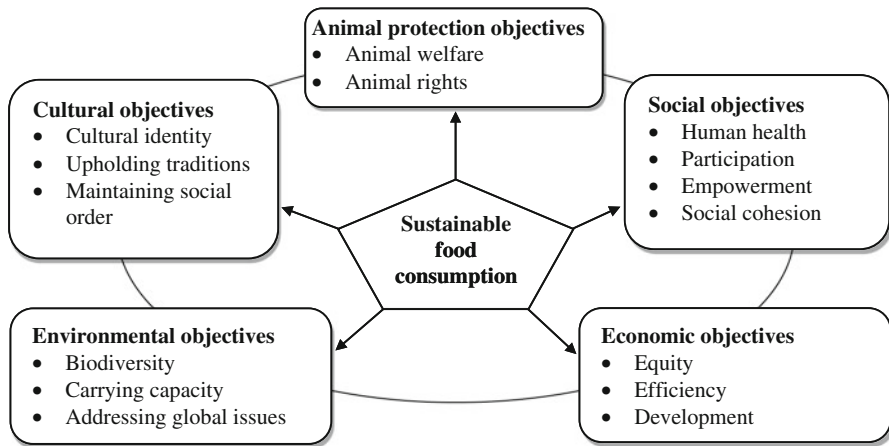 Animal protection objectives
• Animal welfare
• Animal rights
Cultural objectives
• Cultural identity
• Upholding traditions
• Maintaining social
order
Social objectives
• Human health
• Participation
• Empowerment
• Social cohesion
Sustainable
food
consumption
Environmental objectives
• Biodiversity
• Carrying capacity
• Addressing global issues
Economic objectives
• Equity
• Efficiency
• Development